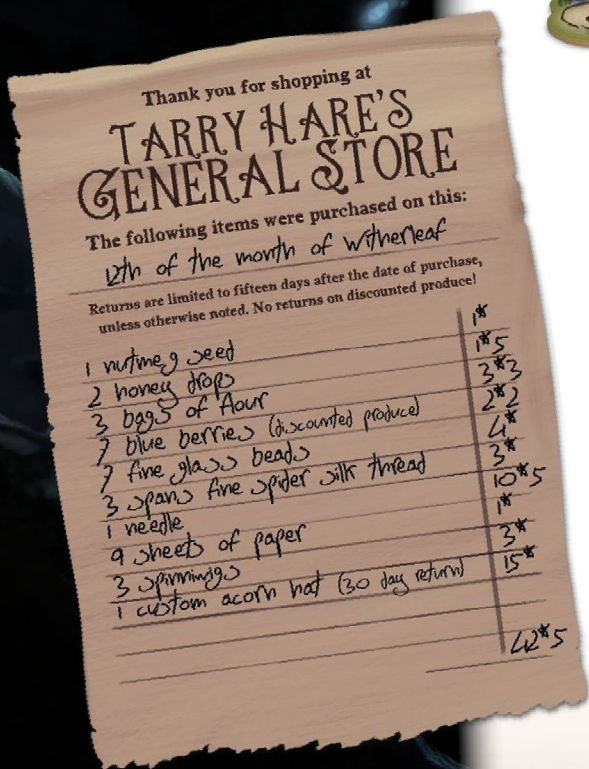 Thank you for shopping at
TARRY HARE'S
GENERAL STORE
The following items were purchased on this:
12th of the month of Witherleaf
Returns are limited to fifteen days after the date of purchase,
unless otherwise noted. No returns on discounted produce!
1 nutmeg seed 1*
2 honey drops 1*5
3 bags of flour 3*3
7 blue berries (discounted produce) 2*2
7 fine glass beads 4*
3 spans fine spider silk thread 3*
1 needle 10*5
9 sheets of paper 1*
3 spinnings 3*
1 custom acorn hat (30 day return) 15*
42*5